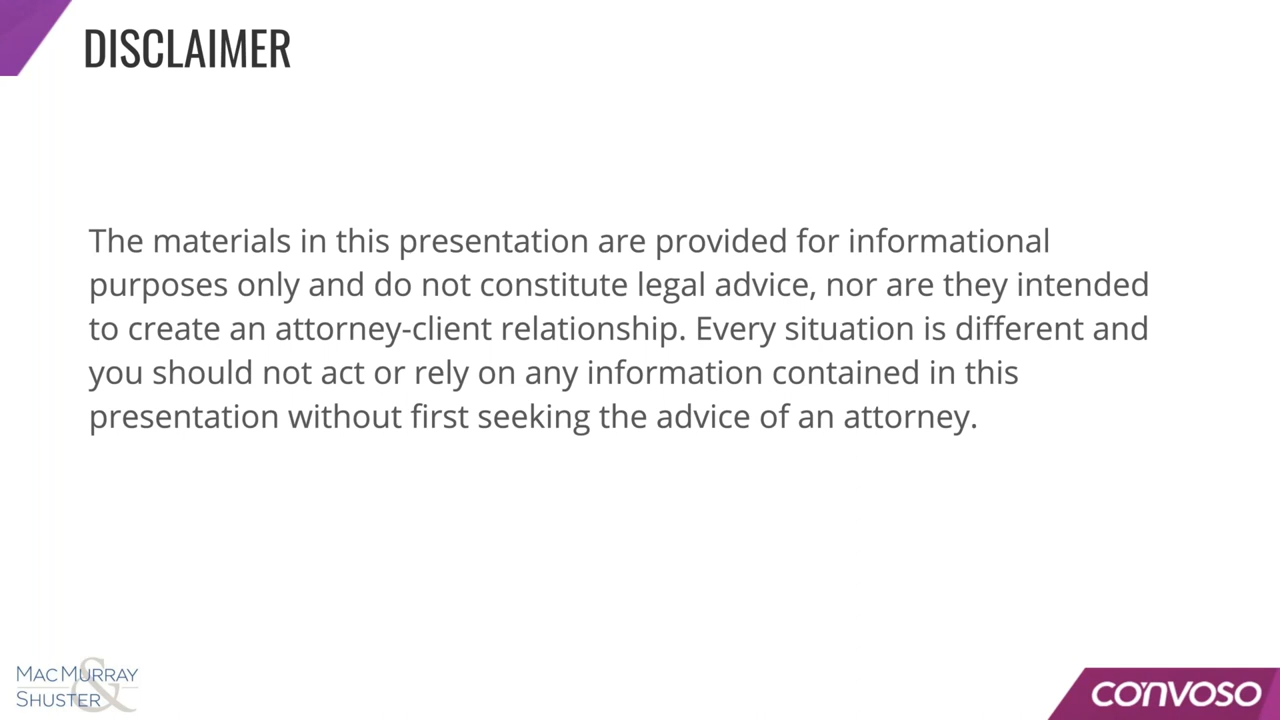 DISCLAIMER
The materials in this presentation are provided for informational
purposes only and do not constitute legal advice, nor are they intended
to create an attorney-client relationship. Every situation is different and
you should not act or rely on any information contained in this
presentation without first seeking the advice of an attorney.
MACMURRAY
& SHUSTER
CONVOSO